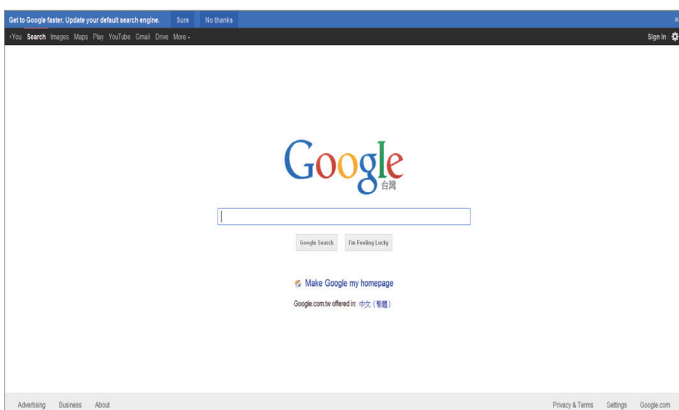 Get to Google faster. Update your default search engine. Sure No thanks x
+You Search Images Maps Play YouTube Gmail Drive More Sign in
Google
台灣
Google Search I'm Feeling Lucky
Make Google my homepage
Google.com.tw offered in: 中文（繁體）
Advertising Business About Privacy & Terms Settings Google.com